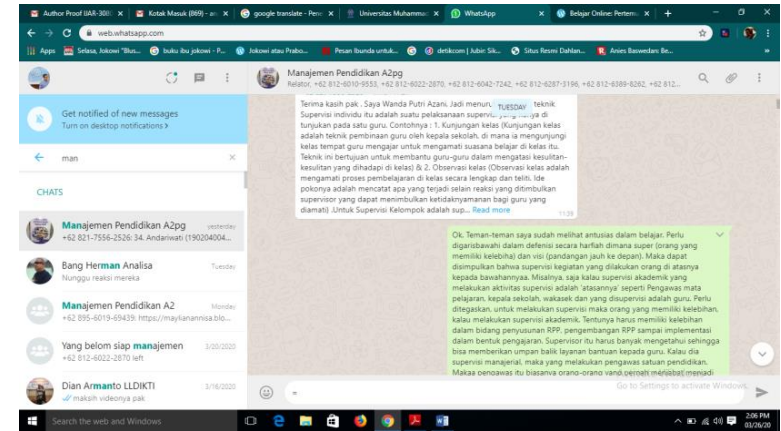 Author Proof IJAR-3080
Kotak Masuk (869) - an
google translate - Pene
Universitas Muhammad
WhatsApp
Belajar Online: Pertemu
web.whatsapp.com
Apps
Selasa, Jokowi "Blus...
buku ibu jokowi - P...
Jokowi atau Prabo...
Pesan Ibunda untuk...
detikcom | Jubir Sik...
Situs Resmi Dahlan...
Anies Baswedan: Be...
Manajemen Pendidikan A2pg
Relator, +62 812-6010-9553, +62 812-6022-2870, +62 812-6042-7242, +62 812-6287-3196, +62 812-6389-8262, +62 812...
Get notified of new messages
Turn on desktop notifications >
man
CHATS
Manajemen Pendidikan A2pg
yesterday
+62 821-7556-2526: 34. Andariwati (190204004...
Bang Herman Analisa
Tuesday
Nunggu reaksi mereka
Manajemen Pendidikan A2
Monday
+62 895-6019-69439: https://maylianannisa.blo...
Yang belom siap manajemen
3/20/2020
+62 812-6022-2870 left
Dian Armanto LLDIKTI
3/16/2020
maksih videonya pak
TUESDAY
Terima kasih pak . Saya Wanda Putri Azani. Jadi menuru teknik
Supervisi individu itu adalah suatu pelaksanaan supervi di
tunjukan pada satu guru. Contohnya : 1. Kunjungan kelas (Kunjungan kelas
adalah teknik pembinaan guru oleh kepala sekolah, di mana ia mengunjungi
kelas tempat guru mengajar untuk mengamati suasana belajar di kelas itu.
Teknik ini bertujuan untuk membantu guru-guru dalam mengatasi kesulitan-
kesulitan yang dihadapi di kelas) & 2. Observasi kelas (Observasi kelas adalah
mengamati proses pembelajaran di kelas secara lengkap dan teliti. Ide
pokonya adalah mencatat apa yang terjadi selain reaksi yang ditimbulkan
supervisor yang dapat menimbulkan ketidaknyamanan bagi guru yang
diamati) .Untuk Supervisi Kelompok adalah sup... Read more
11:39
Ok. Teman-teman saya sudah melihat antusias dalam belajar. Perlu
digarisbawahi dalam defenisi secara harfiah dimana super (orang yang
memiliki kelebiha) dan visi (pandangan jauh ke depan). Maka dapat
disimpulkan bahwa supervisi kegiatan yang dilakukan orang di atasnya
kepada bawahannyaa. Misalnya, saja kalau supervisi akademik yang
melakukan aktivitas supervisi adalah 'atasannya' seperti Pengawas mata
pelajaran, kepala sekolah, wakasek dan yang disupervisi adalah guru. Perlu
ditegaskan, untuk melakukan supervisi maka orang yang memiliki kelebihan,
kalau melakukan supervisi akademik. Tentunya harus memiliki kelebihan
dalam bidang penyusunan RPP, pengembangan RPP sampai implementasi
dalam bentuk pengajaran. Supervisor itu harus banyak mengetahui sehingga
bisa memberikan umpan balik layanan bantuan kepada guru. Kalau dia
supervisi manajerial, maka yang melakukan pengawas satuan pendidikan.
Makaa pengawas itu biasanya orang-orang yang pernah menjabat menjadi
Go to Settings to activate Windows.
Search the web and Windows
2:06 PM
03/26/20